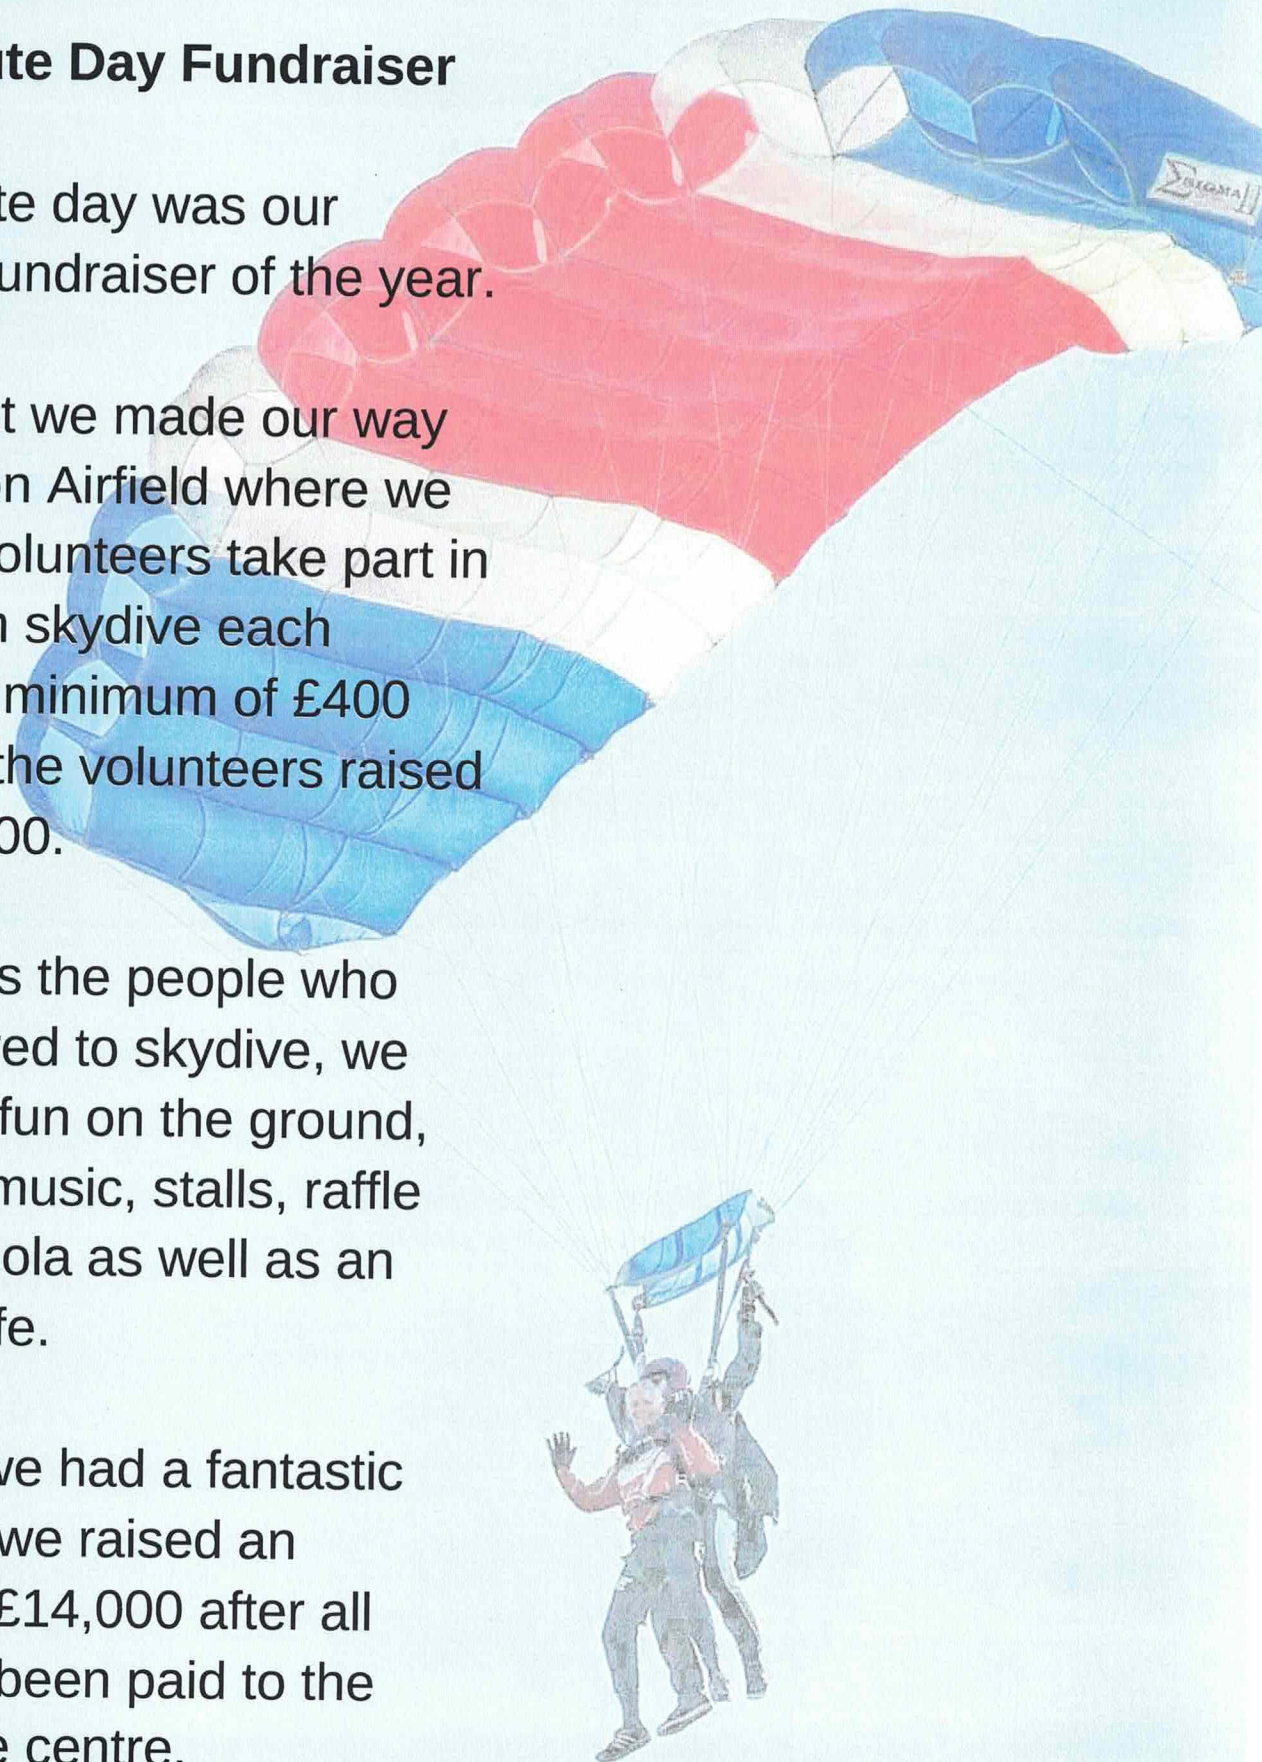 ute Day Fundraiser
te day was our
undraiser of the year.
t we made our way
n Airfield where we
olunteers take part in
n skydive each
minimum of £400
the volunteers raised
00.
s the people who
ed to skydive, we
fun on the ground,
music, stalls, raffle
ola as well as an
fe.
ve had a fantastic
we raised an
£14,000 after all
been paid to the
e centre.